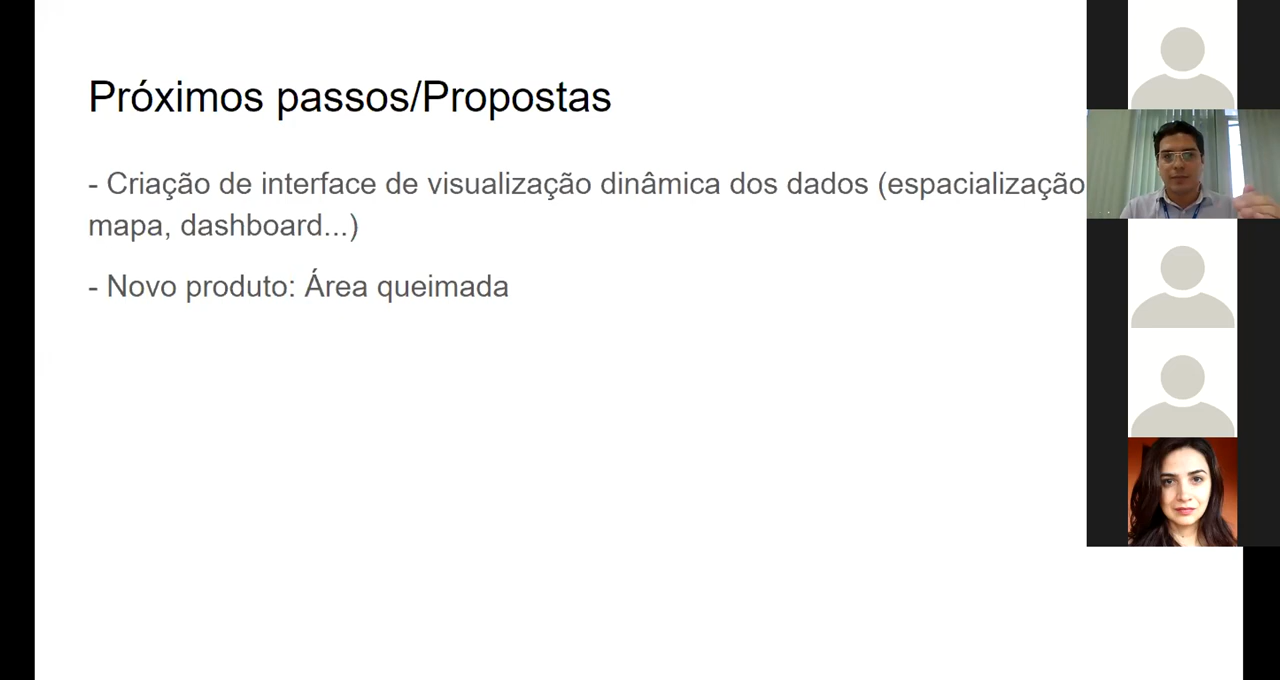 Próximos passos/Propostas
- Criação de interface de visualização dinâmica dos dados (espacialização
mapa, dashboard...)
- Novo produto: Área queimada